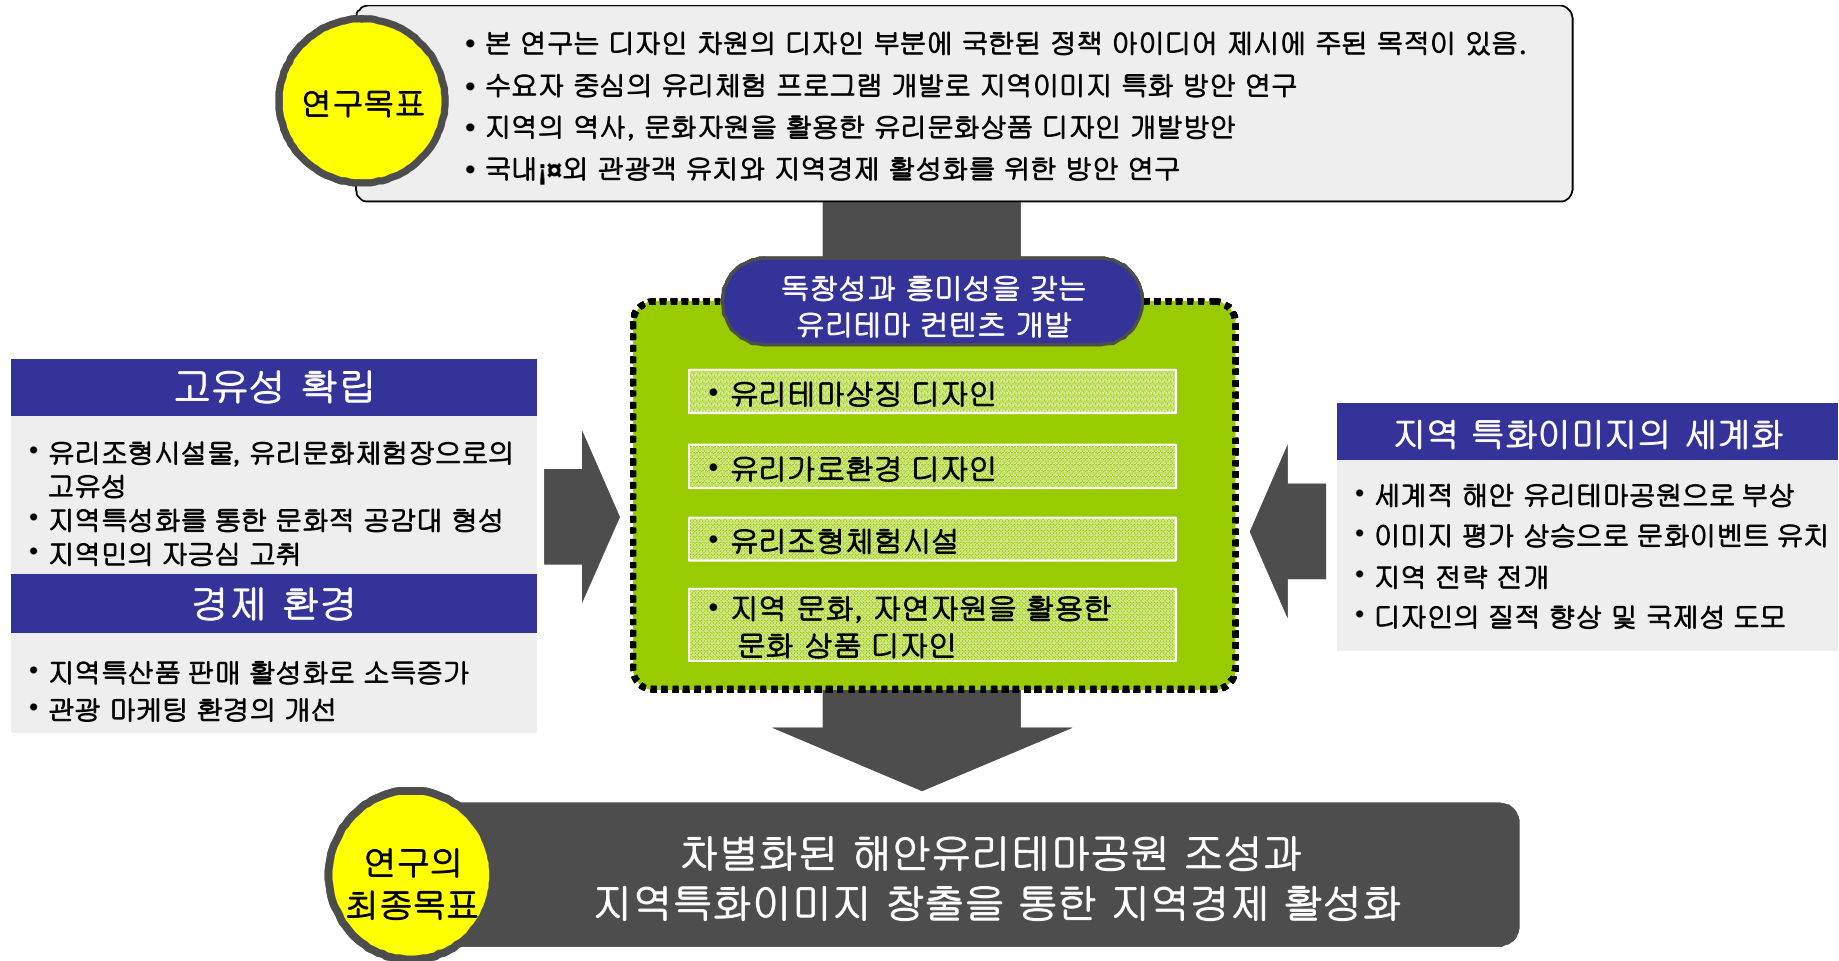 연구목표
• 본 연구는 디자인 차원의 디자인 부분에 국한된 정책 아이디어 제시에 주된 목적이 있음.
• 수요자 중심의 유리체험 프로그램 개발로 지역이미지 특화 방안 연구
• 지역의 역사, 문화자원을 활용한 유리문화상품 디자인 개발방안
• 국내¡¤외 관광객 유치와 지역경제 활성화를 위한 방안 연구
독창성과 흥미성을 갖는
유리테마 컨텐츠 개발
• 유리테마상징 디자인
• 유리가로환경 디자인
• 유리조형체험시설
• 지역 문화, 자연자원을 활용한
문화 상품 디자인
고유성 확립
• 유리조형시설물, 유리문화체험장으로의
고유성
• 지역특성화를 통한 문화적 공감대 형성
• 지역민의 자긍심 고취
경제 환경
• 지역특산품 판매 활성화로 소득증가
• 관광 마케팅 환경의 개선
지역 특화이미지의 세계화
• 세계적 해안 유리테마공원으로 부상
• 이미지 평가 상승으로 문화이벤트 유치
• 지역 전략 전개
• 디자인의 질적 향상 및 국제성 도모
연구의
최종목표
차별화된 해안유리테마공원 조성과
지역특화이미지 창출을 통한 지역경제 활성화